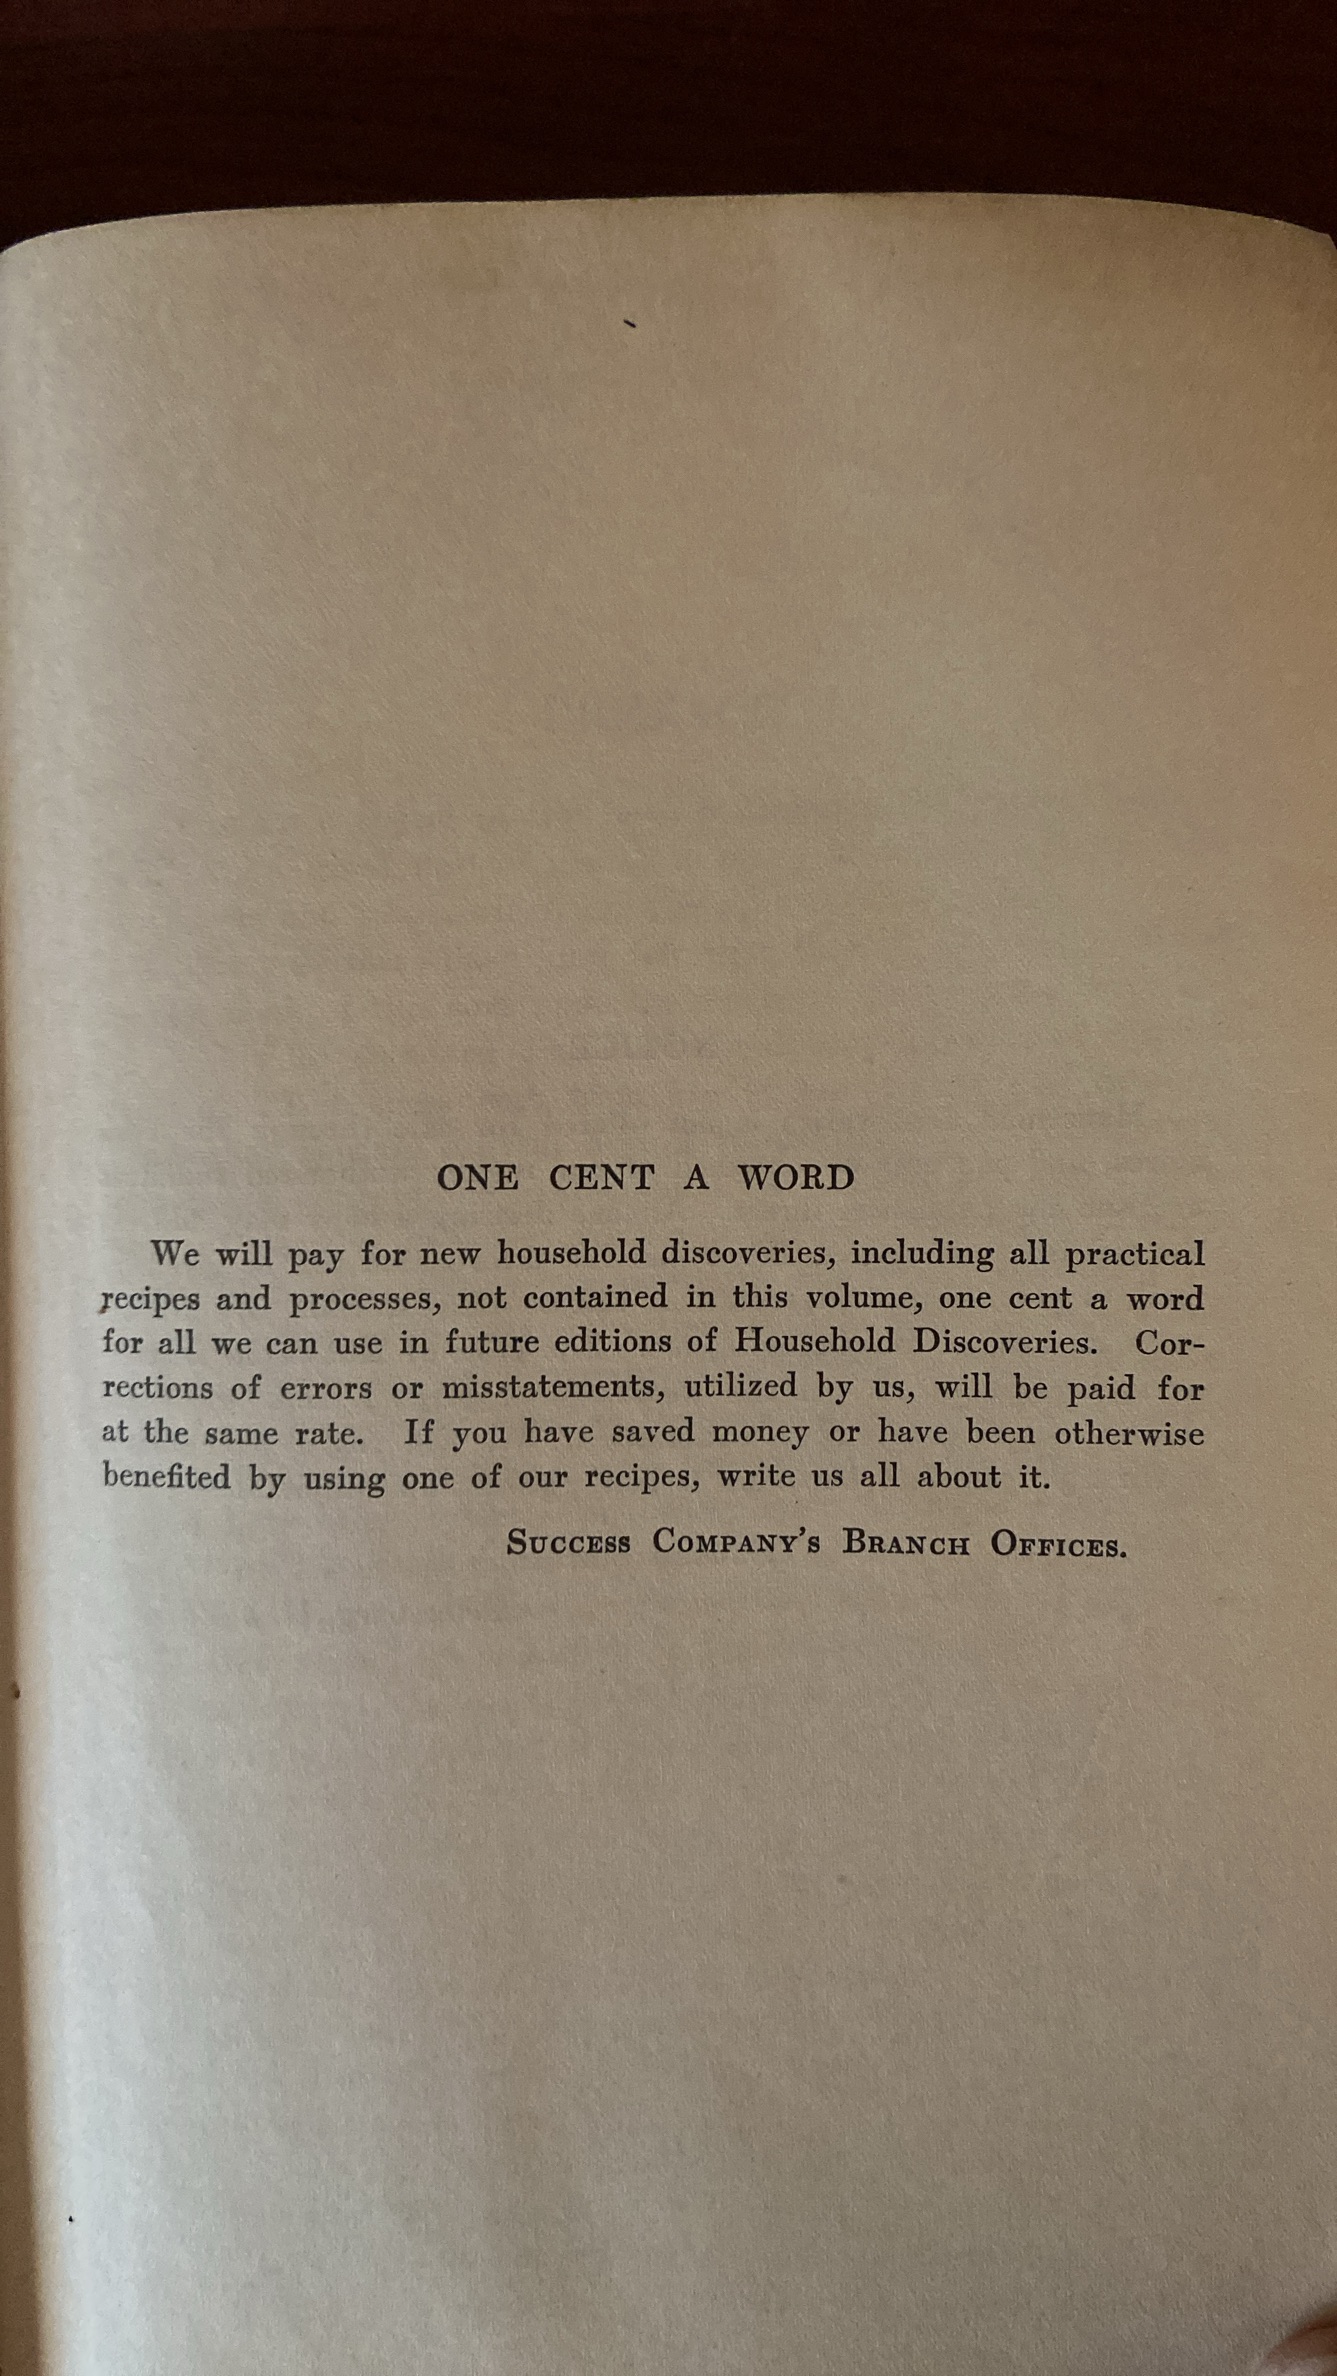 ONE CENT A WORD
We will pay for new household discoveries, including all practical
recipes and processes, not contained in this volume, one cent a word
for all we can use in future editions of Household Discoveries. Cor-
rections of errors or misstatements, utilized by us, will be paid for
at the same rate. If you have saved money or have been otherwise
benefited by using one of our recipes, write us all about it.
SUCCESS COMPANY'S BRANCH OFFICES.